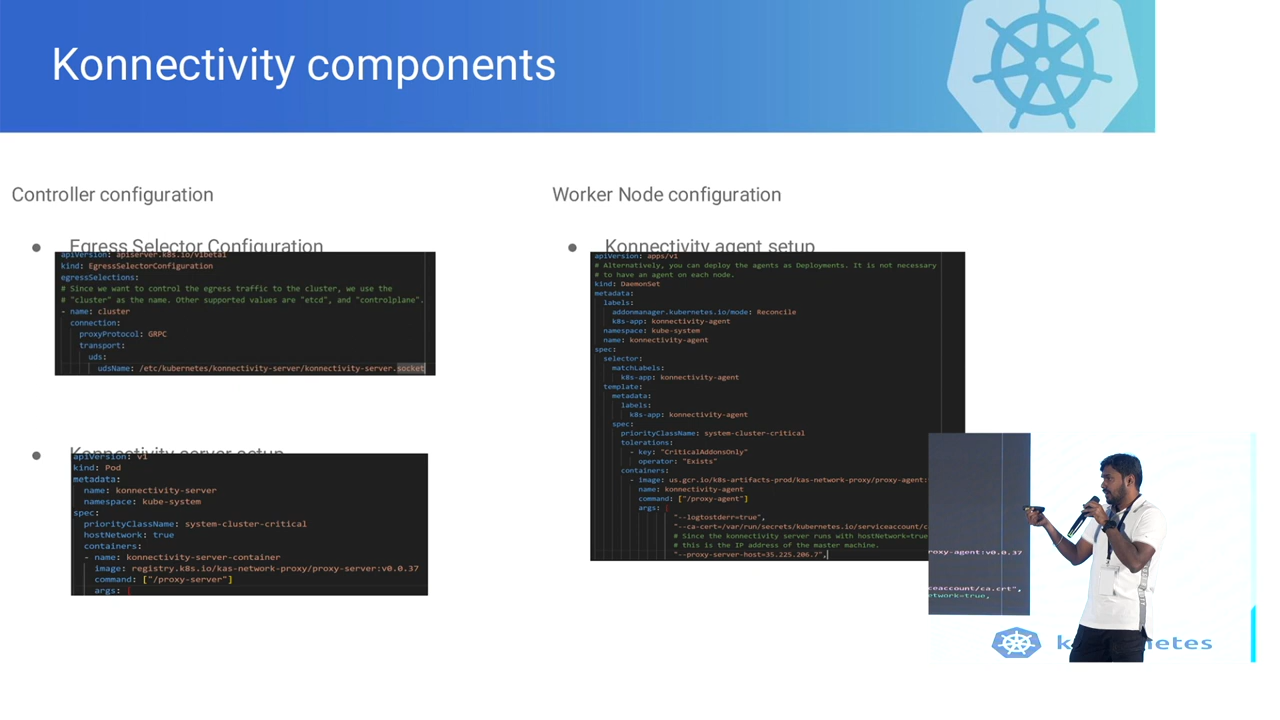 Konnectivity components
Controller configuration
● Egress Selector Configuration
apiVersion: apiserver.k8s.io/v1beta1
kind: EgressSelectorConfiguration
egressSelections:
# Since we want to control the egress traffic to the cluster, we use the
# "cluster" as the name. Other supported values are "etcd", and "controlplane".
- name: cluster
connection:
proxyProtocol: GRPC
transport:
uds:
udsName: /etc/kubernetes/konnectivity-server/konnectivity-server.socket
● Konnectivity server setup
apiVersion: v1
kind: Pod
metadata:
name: konnectivity-server
namespace: kube-system
spec:
priorityClassName: system-cluster-critical
hostNetwork: true
containers:
- name: konnectivity-server-container
image: registry.k8s.io/kas-network-proxy/proxy-server:v0.0.37
command: ["/proxy-server"]
args: [
Worker Node configuration
● Konnectivity agent setup
apiVersion: apps/v1
# Alternatively, you can deploy the agents as Deployments. It is not necessary
# to have an agent on each node.
kind: DaemonSet
metadata:
labels:
addonmanager.kubernetes.io/mode: Reconcile
k8s-app: konnectivity-agent
namespace: kube-system
name: konnectivity-agent
spec:
selector:
matchLabels:
k8s-app: konnectivity-agent
template:
metadata:
labels:
k8s-app: konnectivity-agent
spec:
priorityClassName: system-cluster-critical
tolerations:
- key: "CriticalAddonsOnly"
operator: "Exists"
containers:
- image: us.gcr.io/k8s-artifacts-prod/kas-network-proxy/proxy-agent:
name: konnectivity-agent
command: ["/proxy-agent"]
args: [
"--logtostderr=true",
"--ca-cert=/var/run/secrets/kubernetes.io/serviceaccount/c
# Since the konnectivity server runs with hostNetwork=true
# this is the IP address of the master machine.
"--proxy-server-host=35.225.206.7",
roxy-agent:v0.0.37
ceaccount/ca.crt",
etwork=true,
k netes